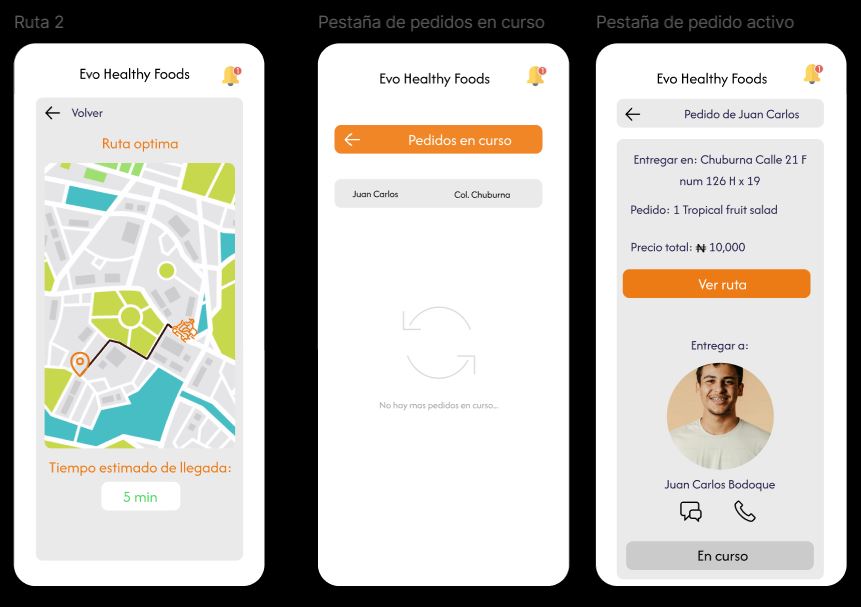 Ruta 2
Evo Healthy Foods
1
Volver
Ruta optima
Tiempo estimado de llegada:
5 min
Pestaña de pedidos en curso
Evo Healthy Foods
1
Pedidos en curso
Juan Carlos Col. Chuburna
No hay mas pedidos en curso...
Pestaña de pedido activo
Evo Healthy Foods
1
Pedido de Juan Carlos
Entregar en: Chuburna Calle 21 F
num 126 H x 19
Pedido: 1 Tropical fruit salad
Precio total: ₦ 10,000
Ver ruta
Entregar a:
Juan Carlos Bodoque
En curso